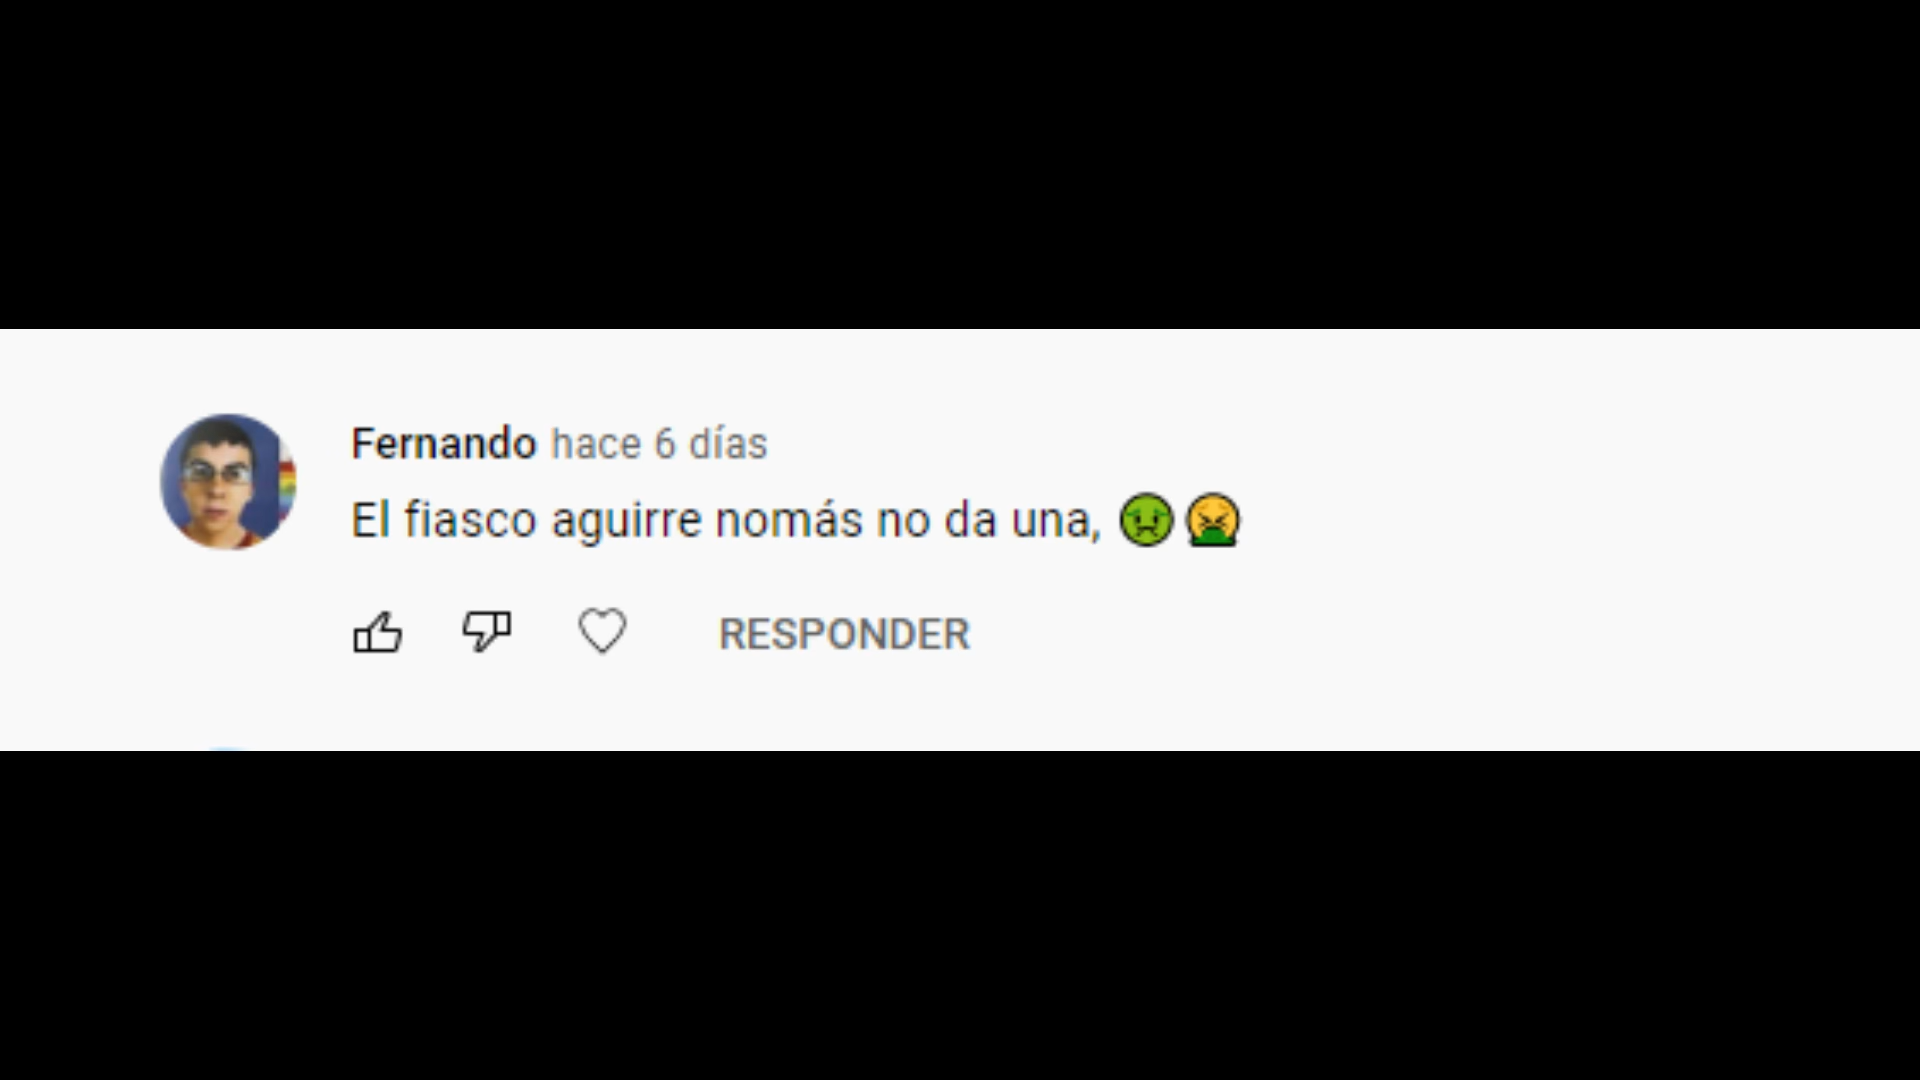 Fernando hace 6 días
El fiasco aguirre nomás no da una, 🤢🤮
RESPONDER